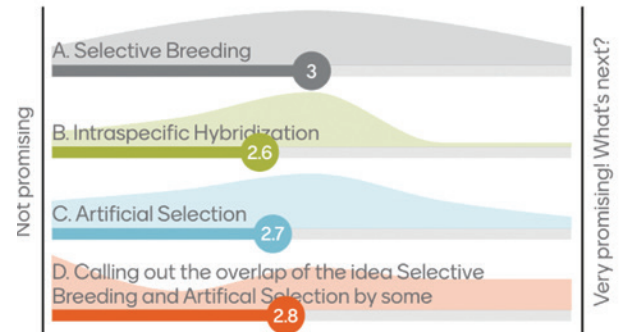 Not promising
A. Selective Breeding
3
B. Intraspecific Hybridization
2.6
C. Artificial Selection
2.7
D. Calling out the overlap of the idea Selective
Breeding and Artifical Selection by some
2.8
Very promising! What's next?